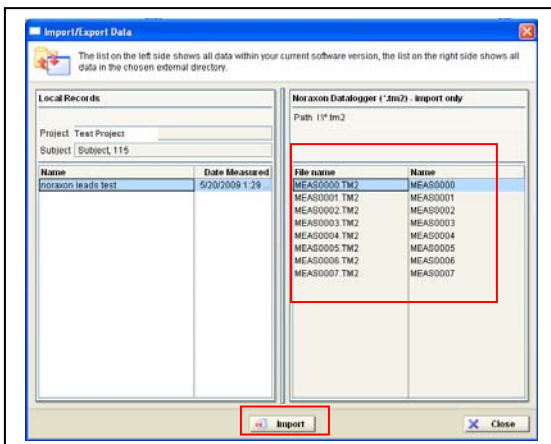 Import/Export Data
The list on the left side shows all data within your current software version, the list on the right side shows all
data in the chosen external directory.
Local Records
Project Test Project
Subject Subject, 115
Name Date Measured
noraxon leads test 5/20/2009 1:29 ...
Noraxon Datalogger (*.tm2) - import only
Path I:\*.tm2
File name Name
MEAS0000.TM2 MEAS0000
MEAS0001.TM2 MEAS0001
MEAS0002.TM2 MEAS0002
MEAS0003.TM2 MEAS0003
MEAS0004.TM2 MEAS0004
MEAS0005.TM2 MEAS0005
MEAS0006.TM2 MEAS0006
MEAS0007.TM2 MEAS0007
Import
Close